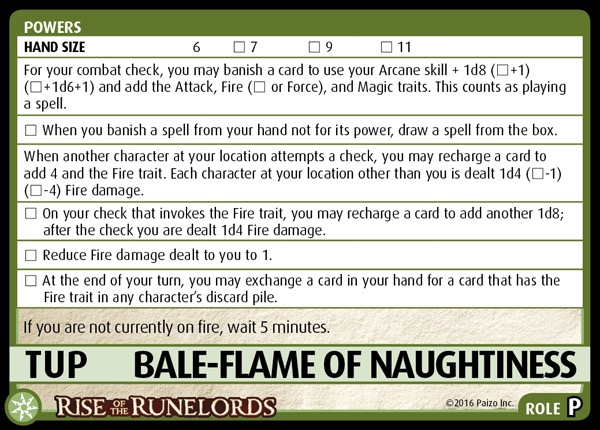 POWERS
HAND SIZE 6 ☐ 7 ☐ 9 ☐ 11
For your combat check, you may banish a card to use your Arcane skill + 1d8 (☐+1)
(☐+1d6+1) and add the Attack, Fire (☐ or Force), and Magic traits. This counts as playing
a spell.
☐ When you banish a spell from your hand not for its power, draw a spell from the box.
When another character at your location attempts a check, you may recharge a card to
add 4 and the Fire trait. Each character at your location other than you is dealt 1d4 (☐-1)
(☐-4) Fire damage.
☐ On your check that invokes the Fire trait, you may recharge a card to add another 1d8;
after the check you are dealt 1d4 Fire damage.
☐ Reduce Fire damage dealt to you to 1.
☐ At the end of your turn, you may exchange a card in your hand for a card that has the
Fire trait in any character's discard pile.
If you are not currently on fire, wait 5 minutes.
TUP BALE-FLAME OF NAUGHTINESS
RISE OF THE RUNELORDS ©2016 Paizo Inc. ROLE P